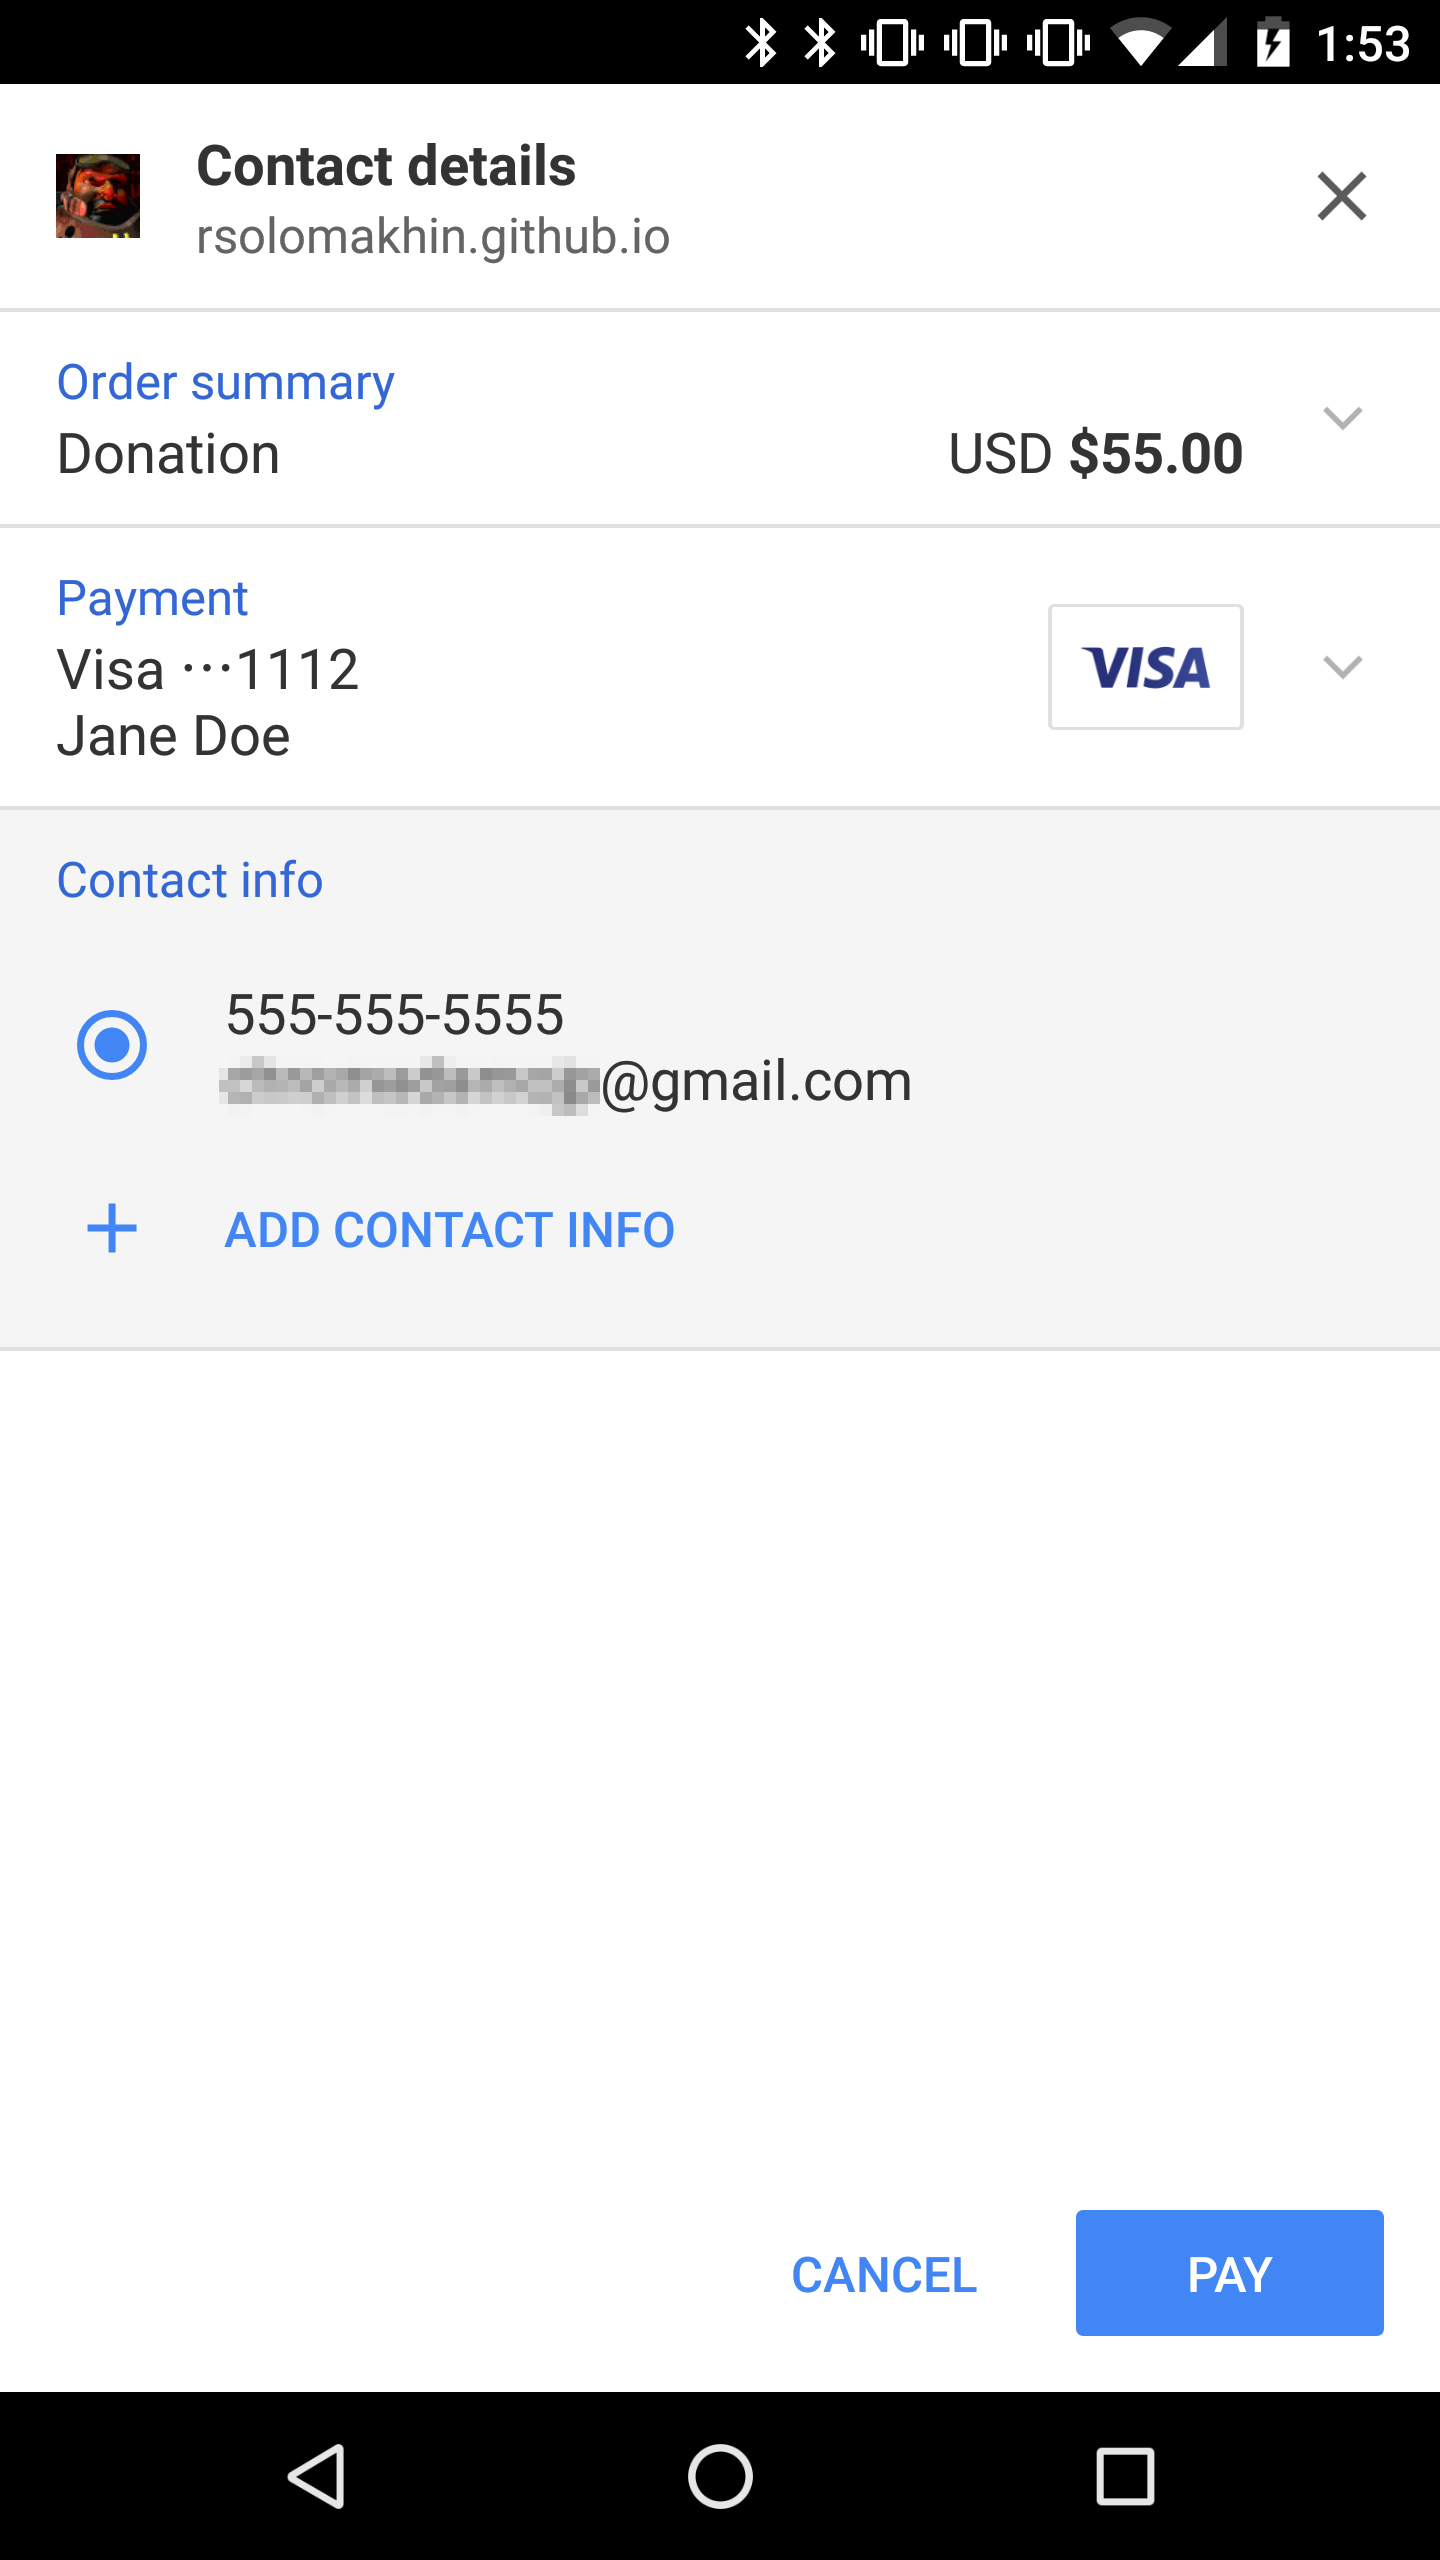 1:53
Contact details
rsolomakhin.github.io
Order summary
Donation USD $55.00
Payment
Visa ···1112
Jane Doe
VISA
Contact info
555-555-5555
@gmail.com
ADD CONTACT INFO
CANCEL PAY